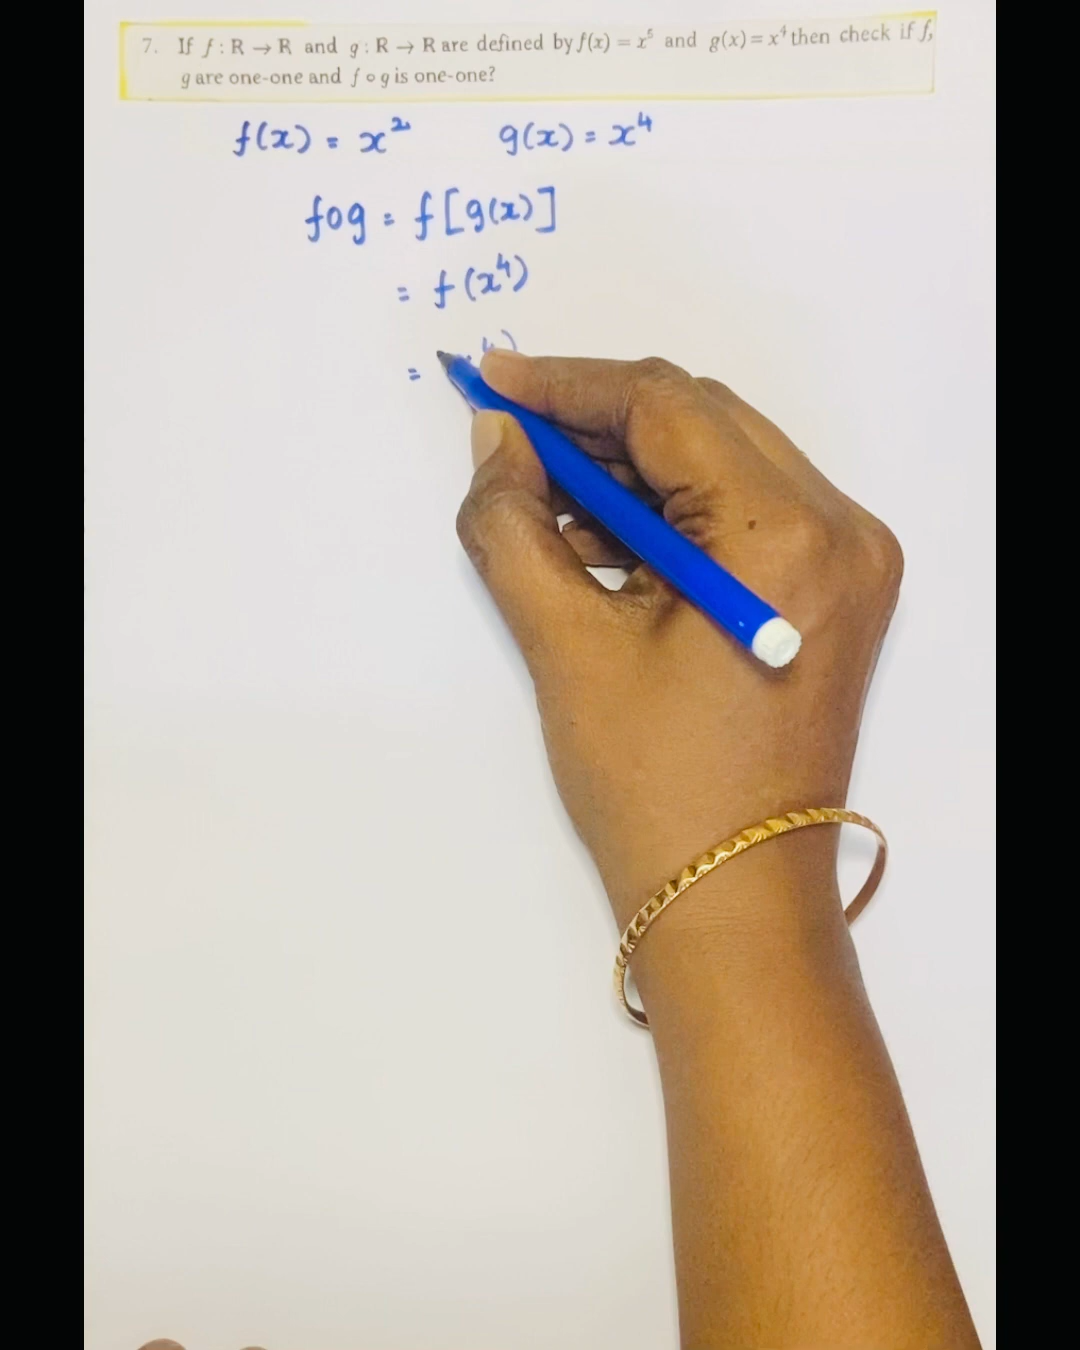 7. If f : R → R and g : R → R are defined by f(x) = x⁵ and g(x) = x⁴ then check if f,
g are one-one and f o g is one-one?
f(x) = x² g(x) = x⁴
fog = f[g(x)]
= f(x⁴)
= ⁴)